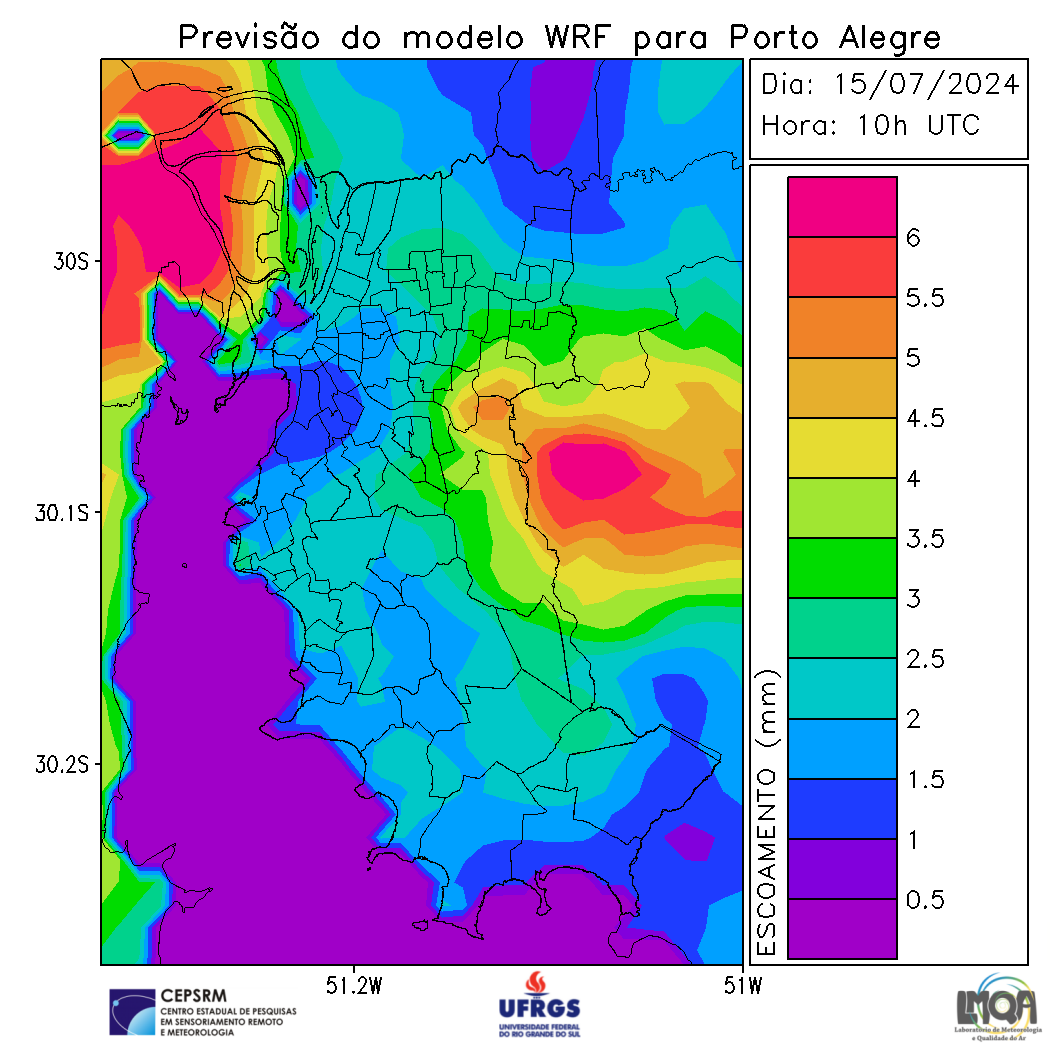 Previsão do modelo WRF para Porto Alegre
Dia: 15/07/2024
Hora: 10h UTC
30S
30.1S
30.2S
51.2W
51W
6
5.5
5
4.5
4
3.5
3
2.5
2
1.5
1
0.5
ESCOAMENTO (mm)
CEPSRM
CENTRO ESTADUAL DE PESQUISAS
EM SENSORIAMENTO REMOTO
E METEOROLOGIA
UFRGS
UNIVERSIDADE FEDERAL
DO RIO GRANDE DO SUL
LMQA
Laboratório de Meteorologia
e Qualidade do Ar